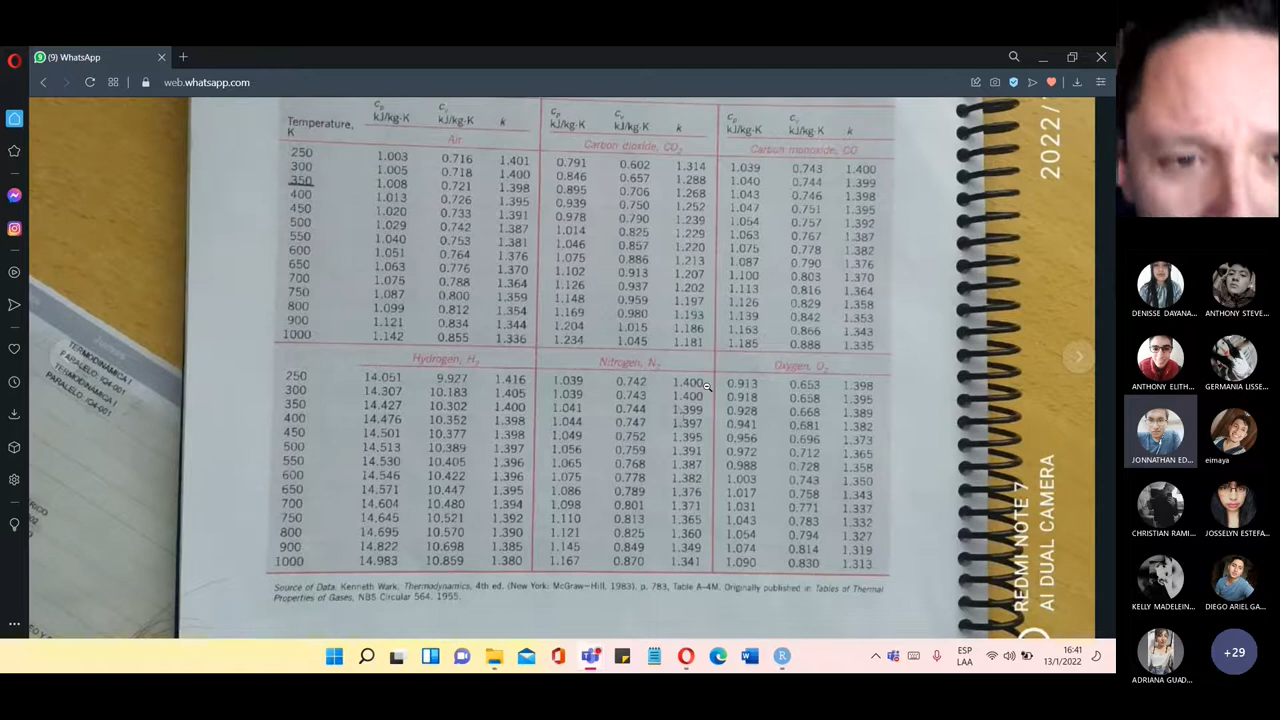 (9) WhatsApp
web.whatsapp.com
Temperature, K
cp kJ/kg·K cv kJ/kg·K k
cp kJ/kg·K cv kJ/kg·K k
cp kJ/kg·K cv kJ/kg·K k
Air Carbon dioxide, CO2 Carbon monoxide, CO
250 1.003 0.716 1.401 0.791 0.602 1.314 1.039 0.743 1.400
300 1.005 0.718 1.400 0.846 0.657 1.288 1.040 0.744 1.399
350 1.008 0.721 1.398 0.895 0.706 1.268 1.043 0.746 1.398
400 1.013 0.726 1.395 0.939 0.750 1.252 1.047 0.751 1.395
450 1.020 0.733 1.391 0.978 0.790 1.239 1.054 0.757 1.392
500 1.029 0.742 1.387 1.014 0.825 1.229 1.063 0.767 1.387
550 1.040 0.753 1.381 1.046 0.857 1.220 1.075 0.778 1.382
600 1.051 0.764 1.376 1.075 0.886 1.213 1.087 0.790 1.376
650 1.063 0.776 1.370 1.102 0.913 1.207 1.100 0.803 1.370
700 1.075 0.788 1.364 1.126 0.937 1.202 1.113 0.816 1.364
750 1.087 0.800 1.359 1.148 0.959 1.197 1.126 0.829 1.358
800 1.099 0.812 1.354 1.169 0.980 1.193 1.139 0.842 1.353
900 1.121 0.834 1.344 1.204 1.015 1.186 1.163 0.866 1.343
1000 1.142 0.855 1.336 1.234 1.045 1.181 1.185 0.888 1.335
Hydrogen, H2 Nitrogen, N2 Oxygen, O2
250 14.051 9.927 1.416 1.039 0.742 1.400 0.913 0.653 1.398
300 14.307 10.183 1.405 1.039 0.743 1.400 0.918 0.658 1.395
350 14.427 10.302 1.400 1.041 0.744 1.399 0.928 0.668 1.389
400 14.476 10.352 1.398 1.044 0.747 1.397 0.941 0.681 1.382
450 14.501 10.377 1.398 1.049 0.752 1.395 0.956 0.696 1.373
500 14.513 10.389 1.397 1.056 0.759 1.391 0.972 0.712 1.365
550 14.530 10.405 1.396 1.065 0.768 1.387 0.988 0.728 1.358
600 14.546 10.422 1.396 1.075 0.778 1.382 1.003 0.743 1.350
650 14.571 10.447 1.395 1.086 0.789 1.376 1.017 0.758 1.343
700 14.604 10.480 1.394 1.098 0.801 1.371 1.031 0.771 1.337
750 14.645 10.521 1.392 1.110 0.813 1.365 1.043 0.783 1.332
800 14.695 10.570 1.390 1.121 0.825 1.360 1.054 0.794 1.327
900 14.822 10.698 1.385 1.145 0.849 1.349 1.074 0.814 1.319
1000 14.983 10.859 1.380 1.167 0.870 1.341 1.090 0.830 1.313
Source of Data. Kenneth Wark, Thermodynamics, 4th ed. (New York: McGraw-Hill, 1983), p. 783, Table A-4M. Originally published in Tables of Thermal
Properties of Gases, NBS Circular 564. 1955.
TERMODINAMICA I
PARALELO: IQ4-001
TERMODINAMICA I
PARALELO: IQ4-001
2022/
REDMI NOTE 7
AI DUAL CAMERA
DENISSE DAYANA...
ANTHONY STEVE...
ANTHONY ELITH...
GERMANIA LISSE...
JONNATHAN ED...
eimaya
CHRISTIAN RAMI...
JOSSELYN ESTEFA...
KELLY MADELEIN...
DIEGO ARIEL GA...
ADRIANA GUAD...
+29
ESP
LAA
16:41
13/1/2022